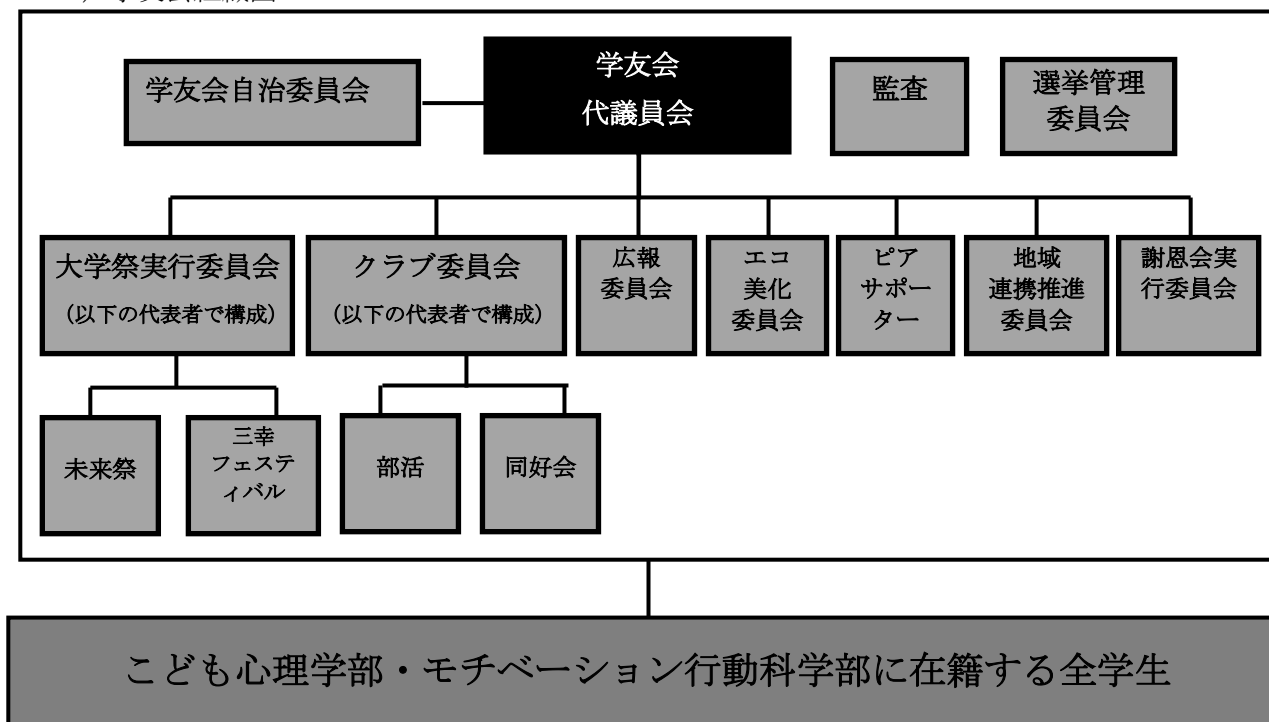 学友会
代議員会
学友会自治委員会
監査
選挙管理
委員会
大学祭実行委員会
(以下の代表者で構成)
クラブ委員会
(以下の代表者で構成)
広報
委員会
エコ
美化
委員会
ピア
サポー
ター
地域
連携推進
委員会
謝恩会実
行委員会
未来祭
三幸
フェステ
ィバル
部活
同好会
こども心理学部・モチベーション行動科学部に在籍する全学生